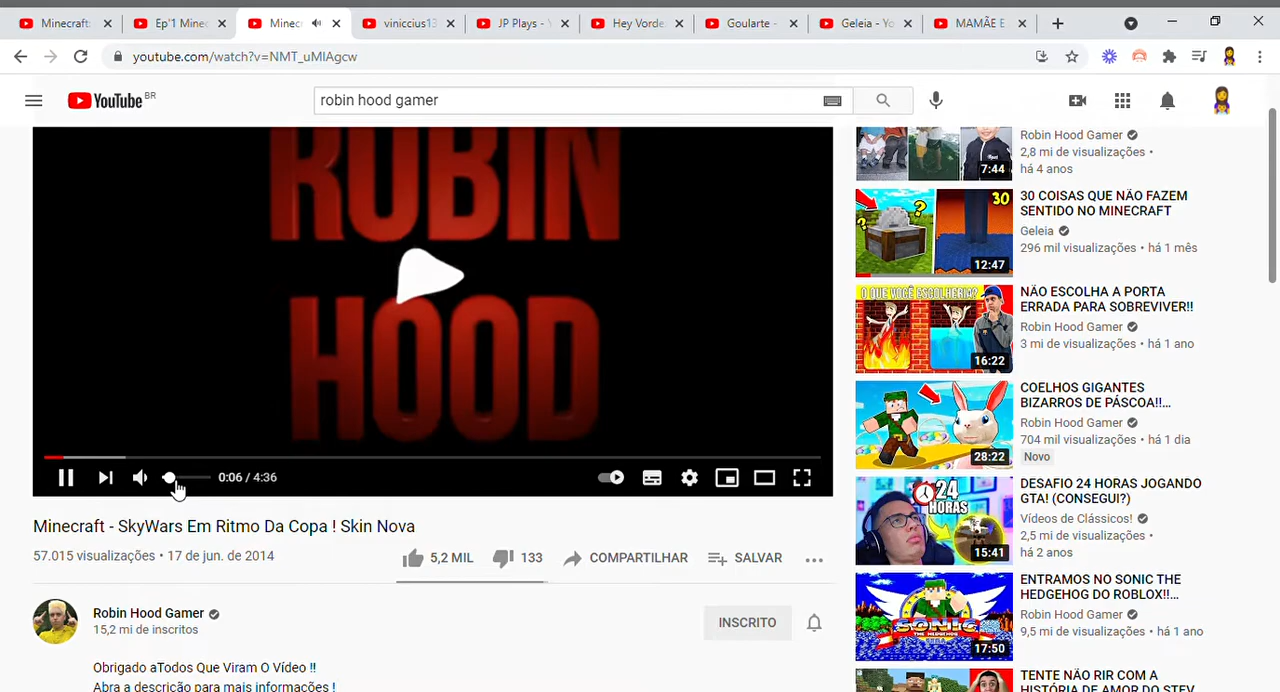 Minecraft:
Ep'1 Minec
Minec
viniccius13
JP Plays -
Hey Vorde
Goularte -
Geleia - Yo
MAMÃE E
youtube.com/watch?v=NMT_uMIAgcw
YouTube BR
robin hood gamer
ROBIN
HOOD
0:06 / 4:36
Minecraft - SkyWars Em Ritmo Da Copa ! Skin Nova
57.015 visualizações • 17 de jun. de 2014
5,2 MIL
133
COMPARTILHAR
SALVAR
Robin Hood Gamer
15,2 mi de inscritos
INSCRITO
Obrigado aTodos Que Viram O Vídeo !!
Abra a descrição para mais informações !
7:44
Robin Hood Gamer
2,8 mi de visualizações •
há 4 anos
30
12:47
30 COISAS QUE NÃO FAZEM
SENTIDO NO MINECRAFT
Geleia
296 mil visualizações • há 1 mês
O QUE VOCÊ ESCOLHERIA?
16:22
NÃO ESCOLHA A PORTA
ERRADA PARA SOBREVIVER!!
Robin Hood Gamer
3 mi de visualizações • há 1 ano
28:22
COELHOS GIGANTES
BIZARROS DE PÁSCOA!!...
Robin Hood Gamer
704 mil visualizações • há 1 dia
Novo
24
HORAS
15:41
DESAFIO 24 HORAS JOGANDO
GTA! (CONSEGUI?)
Vídeos de Clássicos!
2,5 mi de visualizações •
há 2 anos
SONIC
17:50
ENTRAMOS NO SONIC THE
HEDGEHOG DO ROBLOX!!...
Robin Hood Gamer
9,5 mi de visualizações • há 1 ano
TENTE NÃO RIR COM A
HISTÓRIA DE AMOR DO STEV